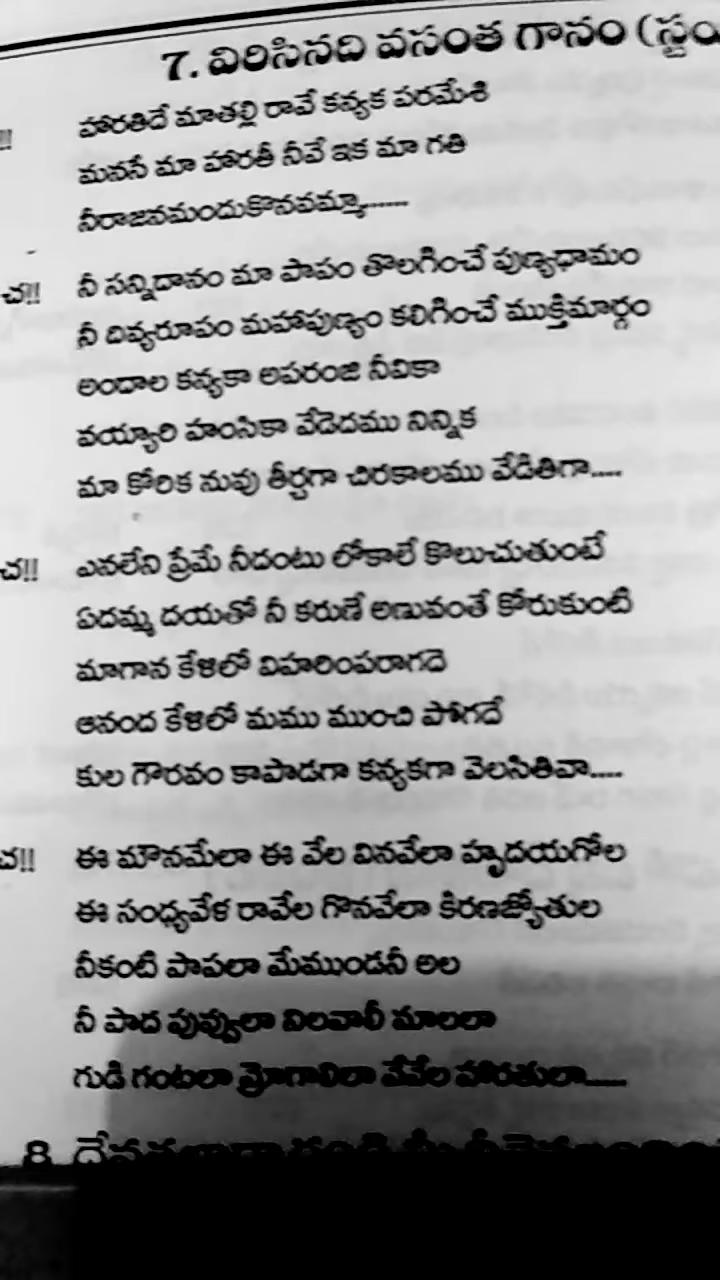 7. విరిసినది వసంత గానం (స్టయి
!! హారతిదే మాతల్లి రావే కన్యక పరమేశి
మనసే మా హారతీ నీవే ఇక మా గతి
నీరాజనమందుకొనవమ్మా......
చ!! నీ సన్నిదానం మా పాపం తొలగించే పుణ్యధామం
నీ దివ్యరూపం మహాపుణ్యం కలిగించే ముక్తిమార్గం
అందాల కన్యకా అపరంజి నీవికా
వయ్యారి హంసికా వేడెదము నిన్నిక
మా కోరిక నువు తీర్చగా చిరకాలము వేడితిగా....
చ!! ఎనలేని ప్రేమే నీదంటు లోకాలే కొలుచుతుంటే
ఏదమ్మ దయతో నీ కరుణే అణువంతే కోరుకుంటి
మాగాన కేళిలో విహరింపరాగదె
ఆనంద కేళిలో మము ముంచి పోగదే
కుల గౌరవం కాపాడగా కన్యకగా వెలసితివా....
చ!! ఈ మౌనమేలా ఈ వేల వినవేలా హృదయగోల
ఈ సంధ్యవేళ రావేల గొనవేలా కిరణజ్యోతుల
నీకంటి పాపలా మేముండనీ అల
నీ పాద పువ్వులా విలవాలీ మాలలా
గుడి గంటలా మ్రోగాలిలా వేవేల హారతులా.....
8